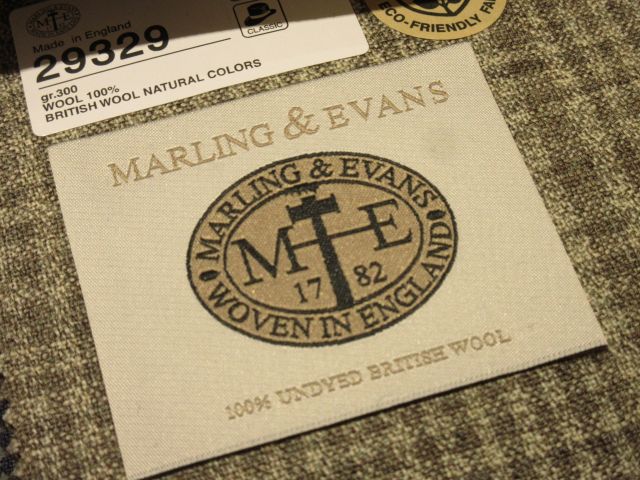 M E
Made in England
29329
gr.300
WOOL 100%
BRITISH WOOL NATURAL COLORS
CLASSIC
ECO-FRIENDLY
MARLING & EVANS
MARLING & EVANS
M E
17 82
WOVEN IN ENGLAND
100% UNDYED BRITISH WOOL